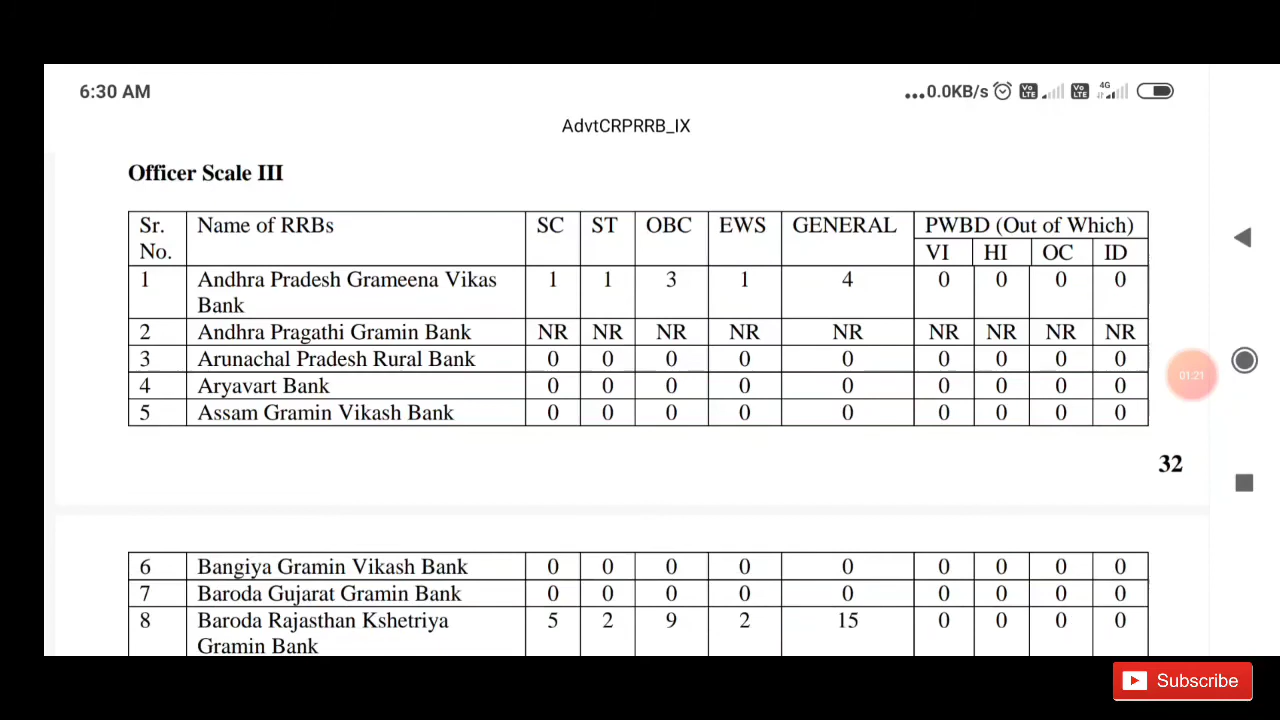 6:30 AM
...0.0KB/s Vo LTE Vo LTE 4G
AdvtCRPRRB_IX
Officer Scale III
Sr. No. Name of RRBs SC ST OBC EWS GENERAL PWBD (Out of Which)
VI HI OC ID
1 Andhra Pradesh Grameena Vikas Bank 1 1 3 1 4 0 0 0 0
2 Andhra Pragathi Gramin Bank NR NR NR NR NR NR NR NR NR
3 Arunachal Pradesh Rural Bank 0 0 0 0 0 0 0 0 0
4 Aryavart Bank 0 0 0 0 0 0 0 0 0
5 Assam Gramin Vikash Bank 0 0 0 0 0 0 0 0 0
01:21
32
6 Bangiya Gramin Vikash Bank 0 0 0 0 0 0 0 0 0
7 Baroda Gujarat Gramin Bank 0 0 0 0 0 0 0 0 0
8 Baroda Rajasthan Kshetriya Gramin Bank 5 2 9 2 15 0 0 0 0
Subscribe